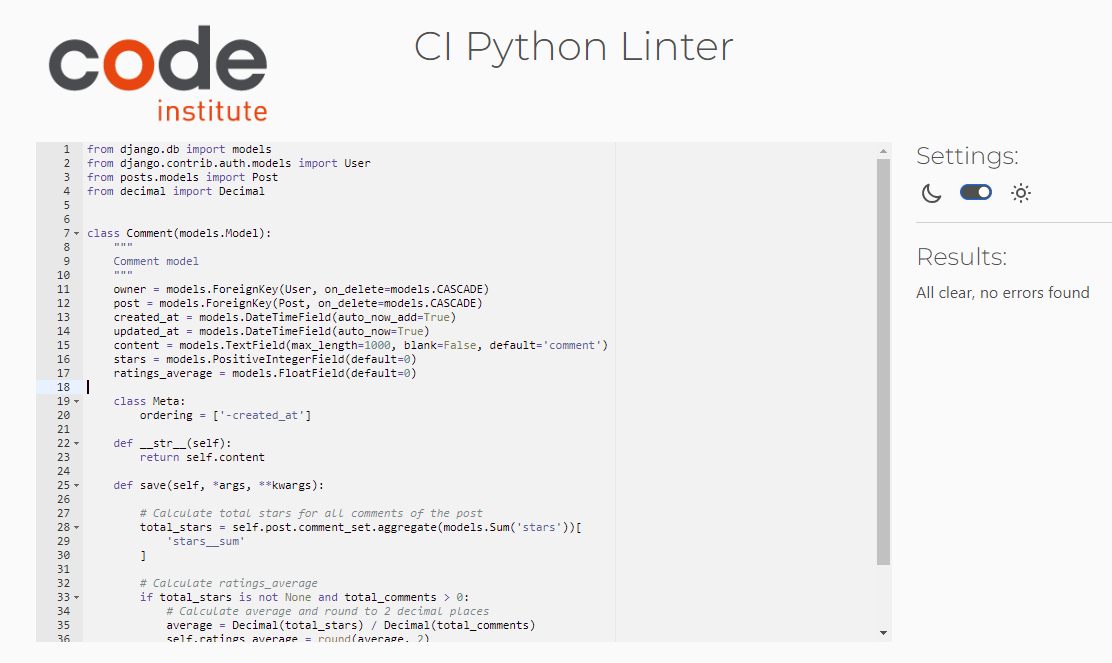 code
institute
CI Python Linter
1 from django.db import models
2 from django.contrib.auth.models import User
3 from posts.models import Post
4 from decimal import Decimal
5
6
7 class Comment(models.Model):
8     """
9     Comment model
10     """
11     owner = models.ForeignKey(User, on_delete=models.CASCADE)
12     post = models.ForeignKey(Post, on_delete=models.CASCADE)
13     created_at = models.DateTimeField(auto_now_add=True)
14     updated_at = models.DateTimeField(auto_now=True)
15     content = models.TextField(max_length=1000, blank=False, default='comment')
16     stars = models.PositiveIntegerField(default=0)
17     ratings_average = models.FloatField(default=0)
18
19     class Meta:
20         ordering = ['-created_at']
21
22     def __str__(self):
23         return self.content
24
25     def save(self, *args, **kwargs):
26
27         # Calculate total stars for all comments of the post
28         total_stars = self.post.comment_set.aggregate(models.Sum('stars'))[
29             'stars__sum'
30         ]
31
32         # Calculate ratings_average
33         if total_stars is not None and total_comments > 0:
34             # Calculate average and round to 2 decimal places
35             average = Decimal(total_stars) / Decimal(total_comments)
36             self.ratings_average = round(average, 2)
Settings:
Results:
All clear, no errors found